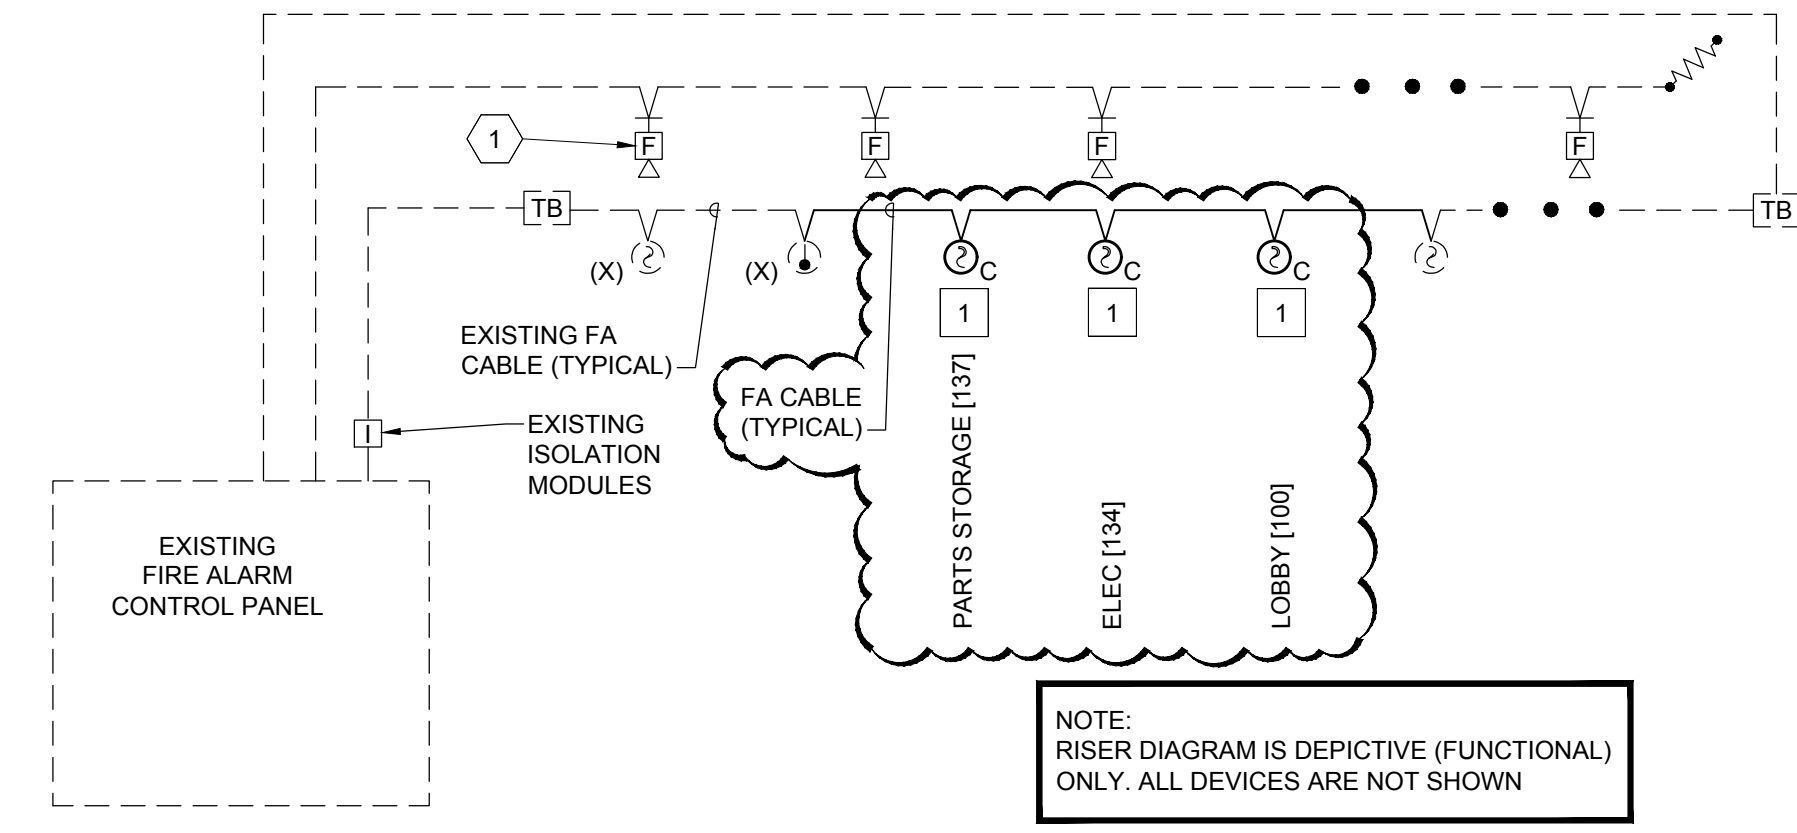 1
F
F
F
F
TB
TB
(X)
(X)
C
C
C
1
1
1
EXISTING FA
CABLE (TYPICAL)
FA CABLE
(TYPICAL)
I
EXISTING
ISOLATION
MODULES
PARTS STORAGE [137]
ELEC [134]
LOBBY [100]
EXISTING
FIRE ALARM
CONTROL PANEL
NOTE:
RISER DIAGRAM IS DEPICTIVE (FUNCTIONAL)
ONLY. ALL DEVICES ARE NOT SHOWN